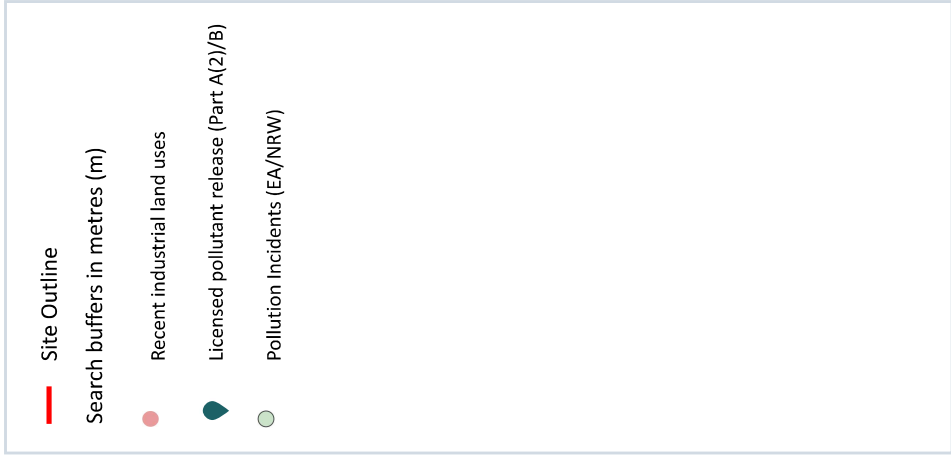 Site Outline
Search buffers in metres (m)
Recent industrial land uses
Licensed pollutant release (Part A(2)/B)
Pollution Incidents (EA/NRW)